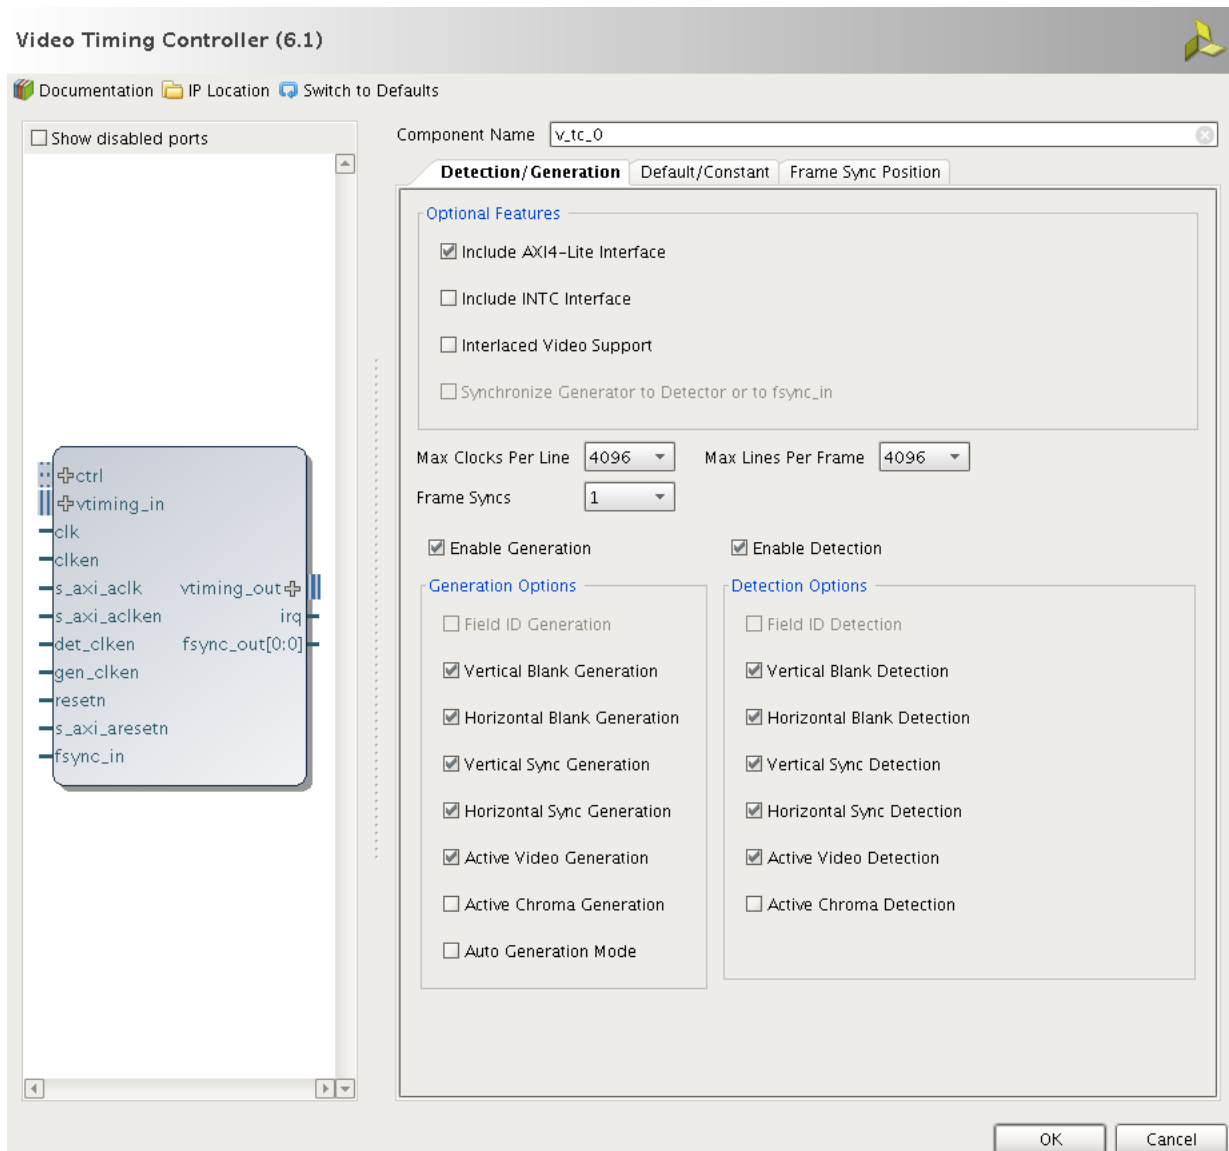 Video Timing Controller (6.1)
Documentation IP Location Switch to Defaults
Show disabled ports
ctrl
vtiming_in
clk
clken
s_axi_aclk vtiming_out
s_axi_aclken irq
det_clken fsync_out[0:0]
gen_clken
resetn
s_axi_aresetn
fsync_in
Component Name v_tc_0
Detection/Generation Default/Constant Frame Sync Position
Optional Features
Include AXI4-Lite Interface
Include INTC Interface
Interlaced Video Support
Synchronize Generator to Detector or to fsync_in
Max Clocks Per Line 4096 Max Lines Per Frame 4096
Frame Syncs 1
Enable Generation Enable Detection
Generation Options
Field ID Generation
Vertical Blank Generation
Horizontal Blank Generation
Vertical Sync Generation
Horizontal Sync Generation
Active Video Generation
Active Chroma Generation
Auto Generation Mode
Detection Options
Field ID Detection
Vertical Blank Detection
Horizontal Blank Detection
Vertical Sync Detection
Horizontal Sync Detection
Active Video Detection
Active Chroma Detection
OK Cancel